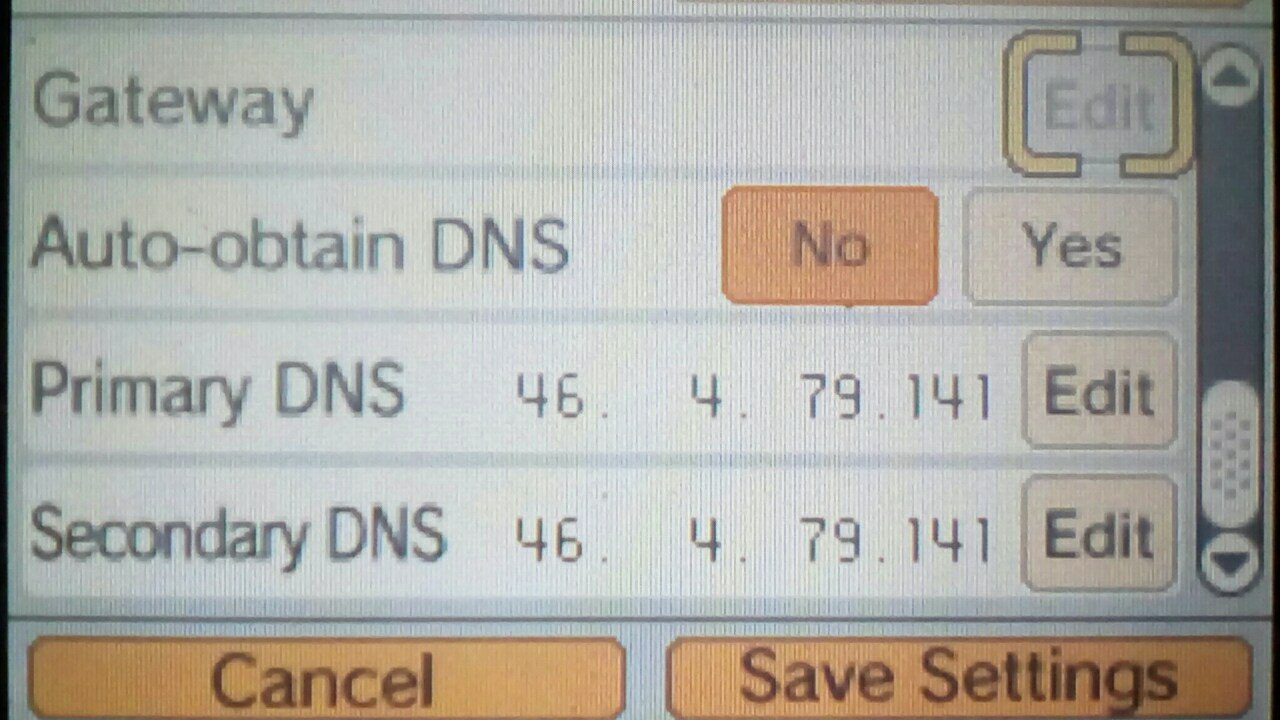 Gateway Edit
Auto-obtain DNS No Yes
Primary DNS 46. 4. 79.141 Edit
Secondary DNS 46. 4. 79.141 Edit
Cancel Save Settings